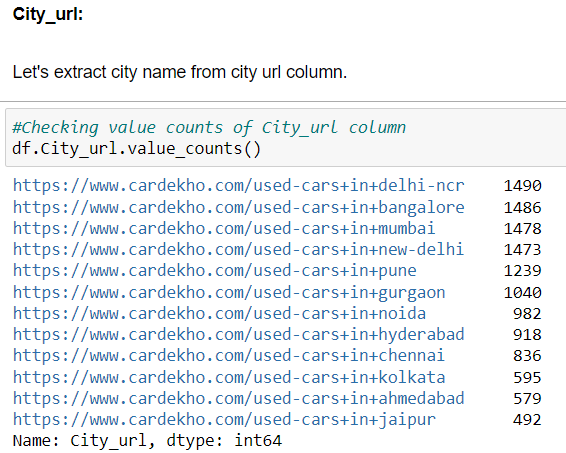 City_url:
Let's extract city name from city url column.
#Checking value counts of City_url column
df.City_url.value_counts()
https://www.cardekho.com/used-cars+in+delhi-ncr 1490
https://www.cardekho.com/used-cars+in+bangalore 1486
https://www.cardekho.com/used-cars+in+mumbai 1478
https://www.cardekho.com/used-cars+in+new-delhi 1473
https://www.cardekho.com/used-cars+in+pune 1239
https://www.cardekho.com/used-cars+in+gurgaon 1040
https://www.cardekho.com/used-cars+in+noida 982
https://www.cardekho.com/used-cars+in+hyderabad 918
https://www.cardekho.com/used-cars+in+chennai 836
https://www.cardekho.com/used-cars+in+kolkata 595
https://www.cardekho.com/used-cars+in+ahmedabad 579
https://www.cardekho.com/used-cars+in+jaipur 492
Name: City_url, dtype: int64